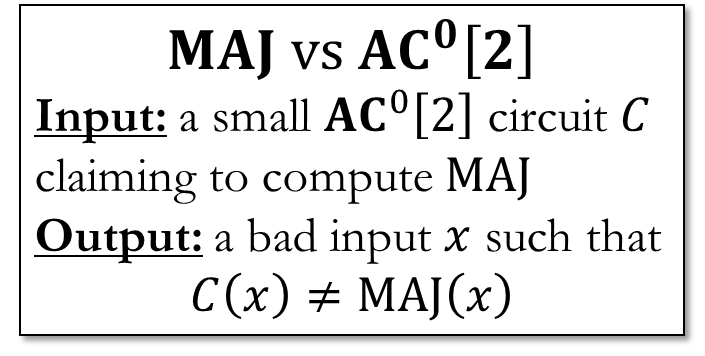 MAJ vs AC⁰[2]
Input: a small AC⁰[2] circuit C
claiming to compute MAJ
Output: a bad input x such that
C(x) ≠ MAJ(x)